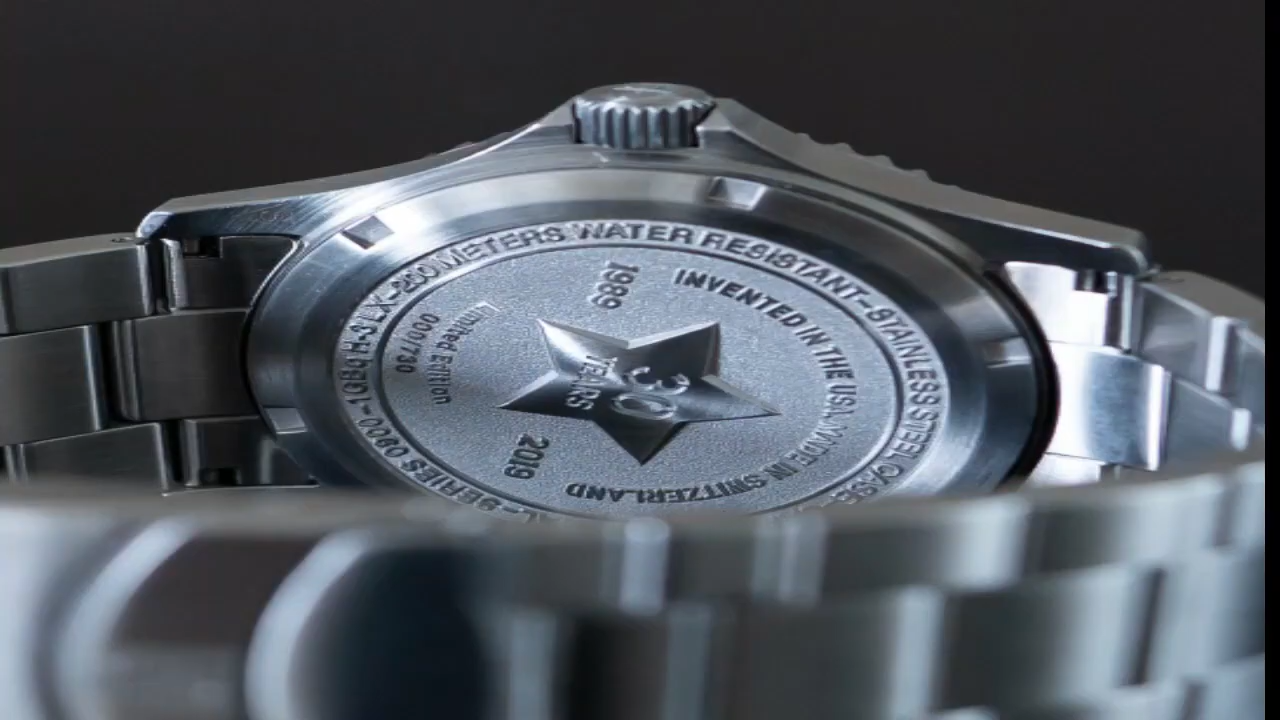 METERS WATER RESISTANT-STAINLESS STEEL CASE
SERIES 0900-1
1989
INVENTED IN THE USA, MADE IN SWITZERLAND
Limited Edition
000/730
30
YEARS
2019